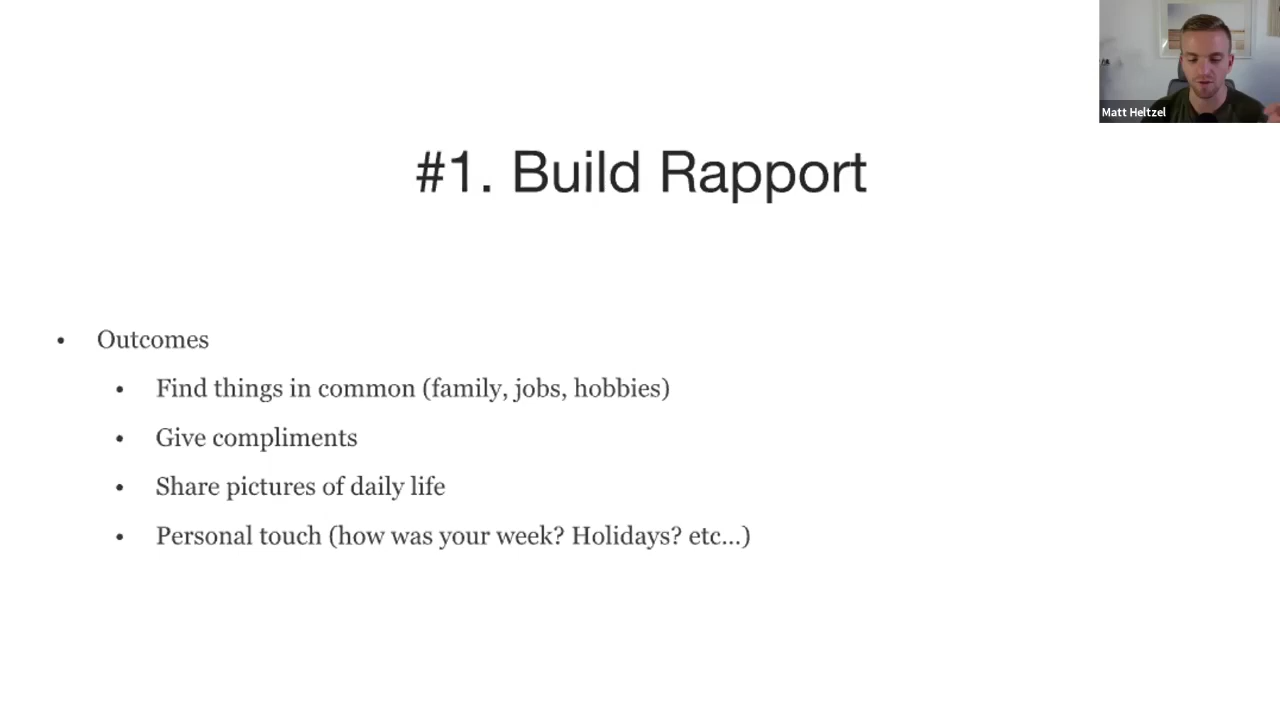 Matt Heltzel
#1. Build Rapport
• Outcomes
• Find things in common (family, jobs, hobbies)
• Give compliments
• Share pictures of daily life
• Personal touch (how was your week? Holidays? etc...)